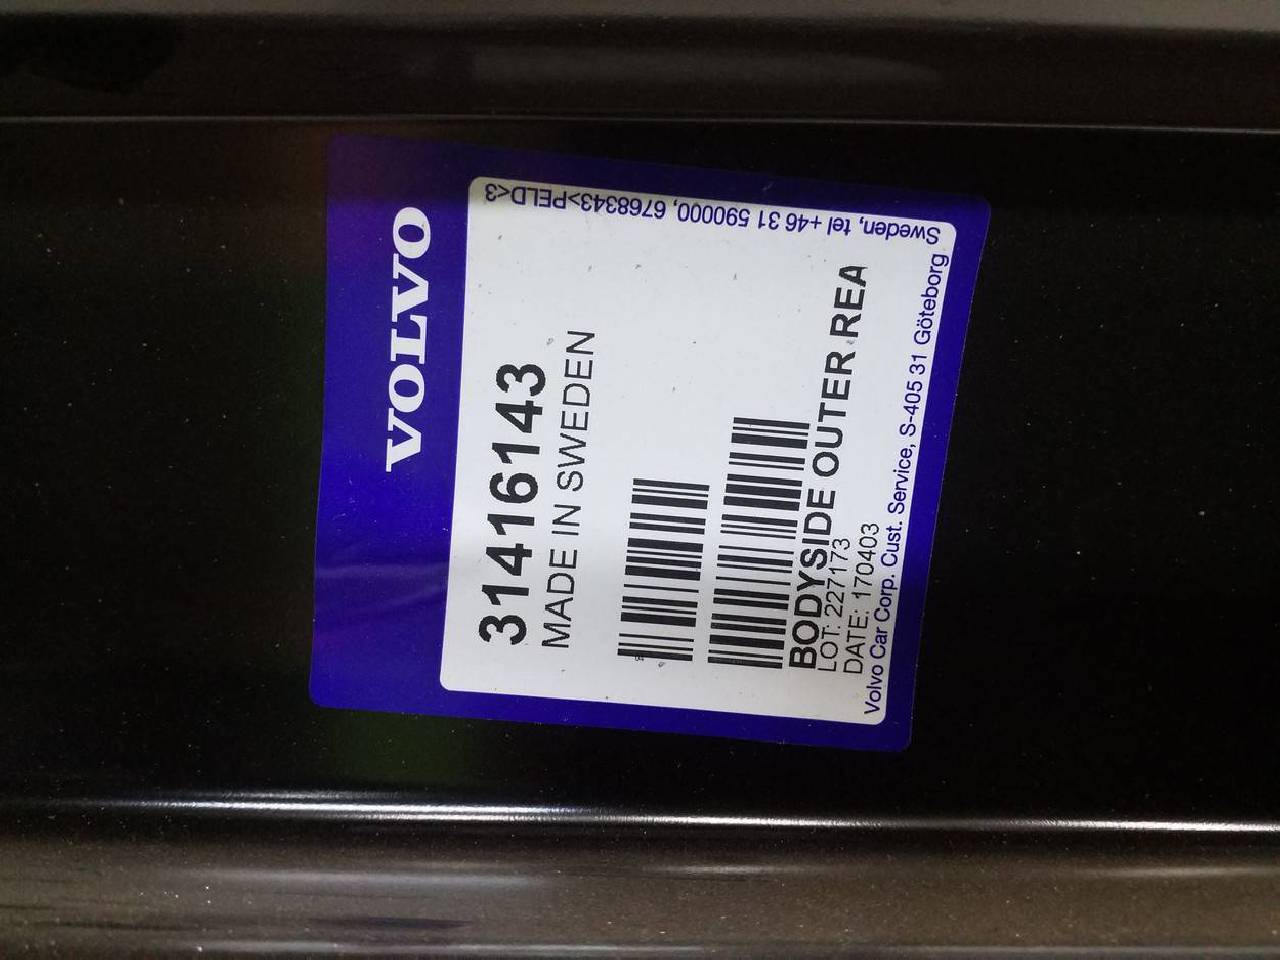 VOLVO
31416143
MADE IN SWEDEN
BODYSIDE OUTER REA
LOT: 227173
DATE: 170403
Volvo Car Corp. Cust. Service, S-405 31 Göteborg
Sweden, tel +46 31 590000, 6768343>PELD<3